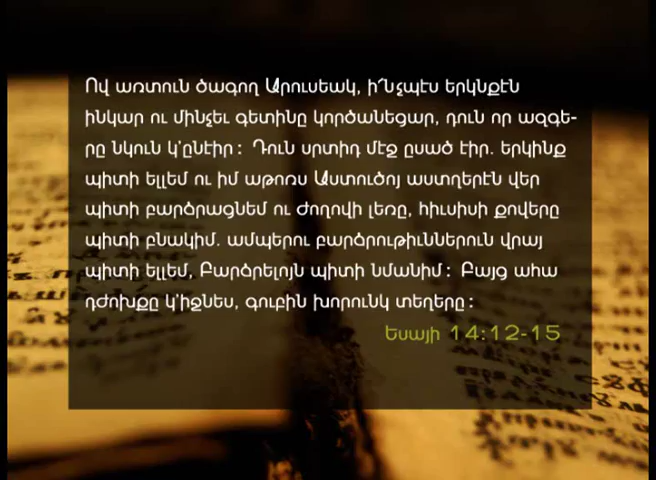 Ով առտուն ծագող Արուսեակ, ի՜նչպէս երկնքէն
ինկար ու մինչեւ գետինը կործանեցար, դուն որ ազգե-
րը նկուն կ՚ընէիր : Դուն սրտիդ մէջ ըսած էիր. երկինք
պիտի ելլեմ ու իմ աթոռս Աստուծոյ աստղերէն վեր
պիտի բարձրացնեմ ու ժողովի լեռը, հիւսիսի քովերը
պիտի բնակիմ. ամպերու բարձրութիւններուն վրայ
պիտի ելլեմ, Բարձրելոյն պիտի նմանիմ : Բայց ահա
դժոխքը կ՚իջնես, գուբին խորունկ տեղերը :
Եսայի 14:12-15